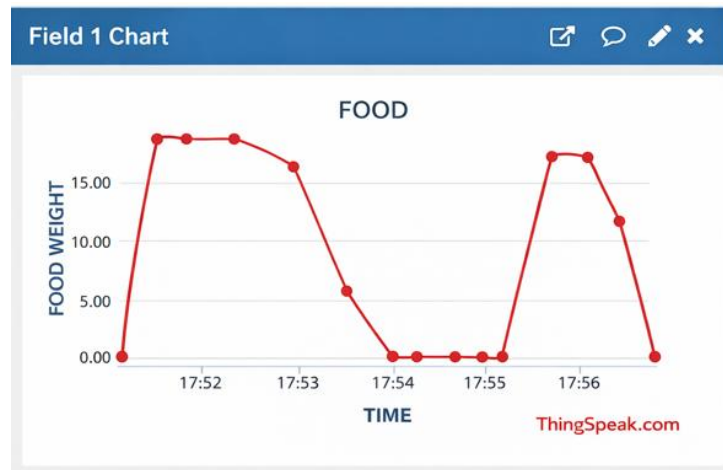 Field 1 Chart
FOOD
FOOD WEIGHT
15.00
10.00
5.00
0.00
17:52 17:53 17:54 17:55 17:56
TIME
ThingSpeak.com